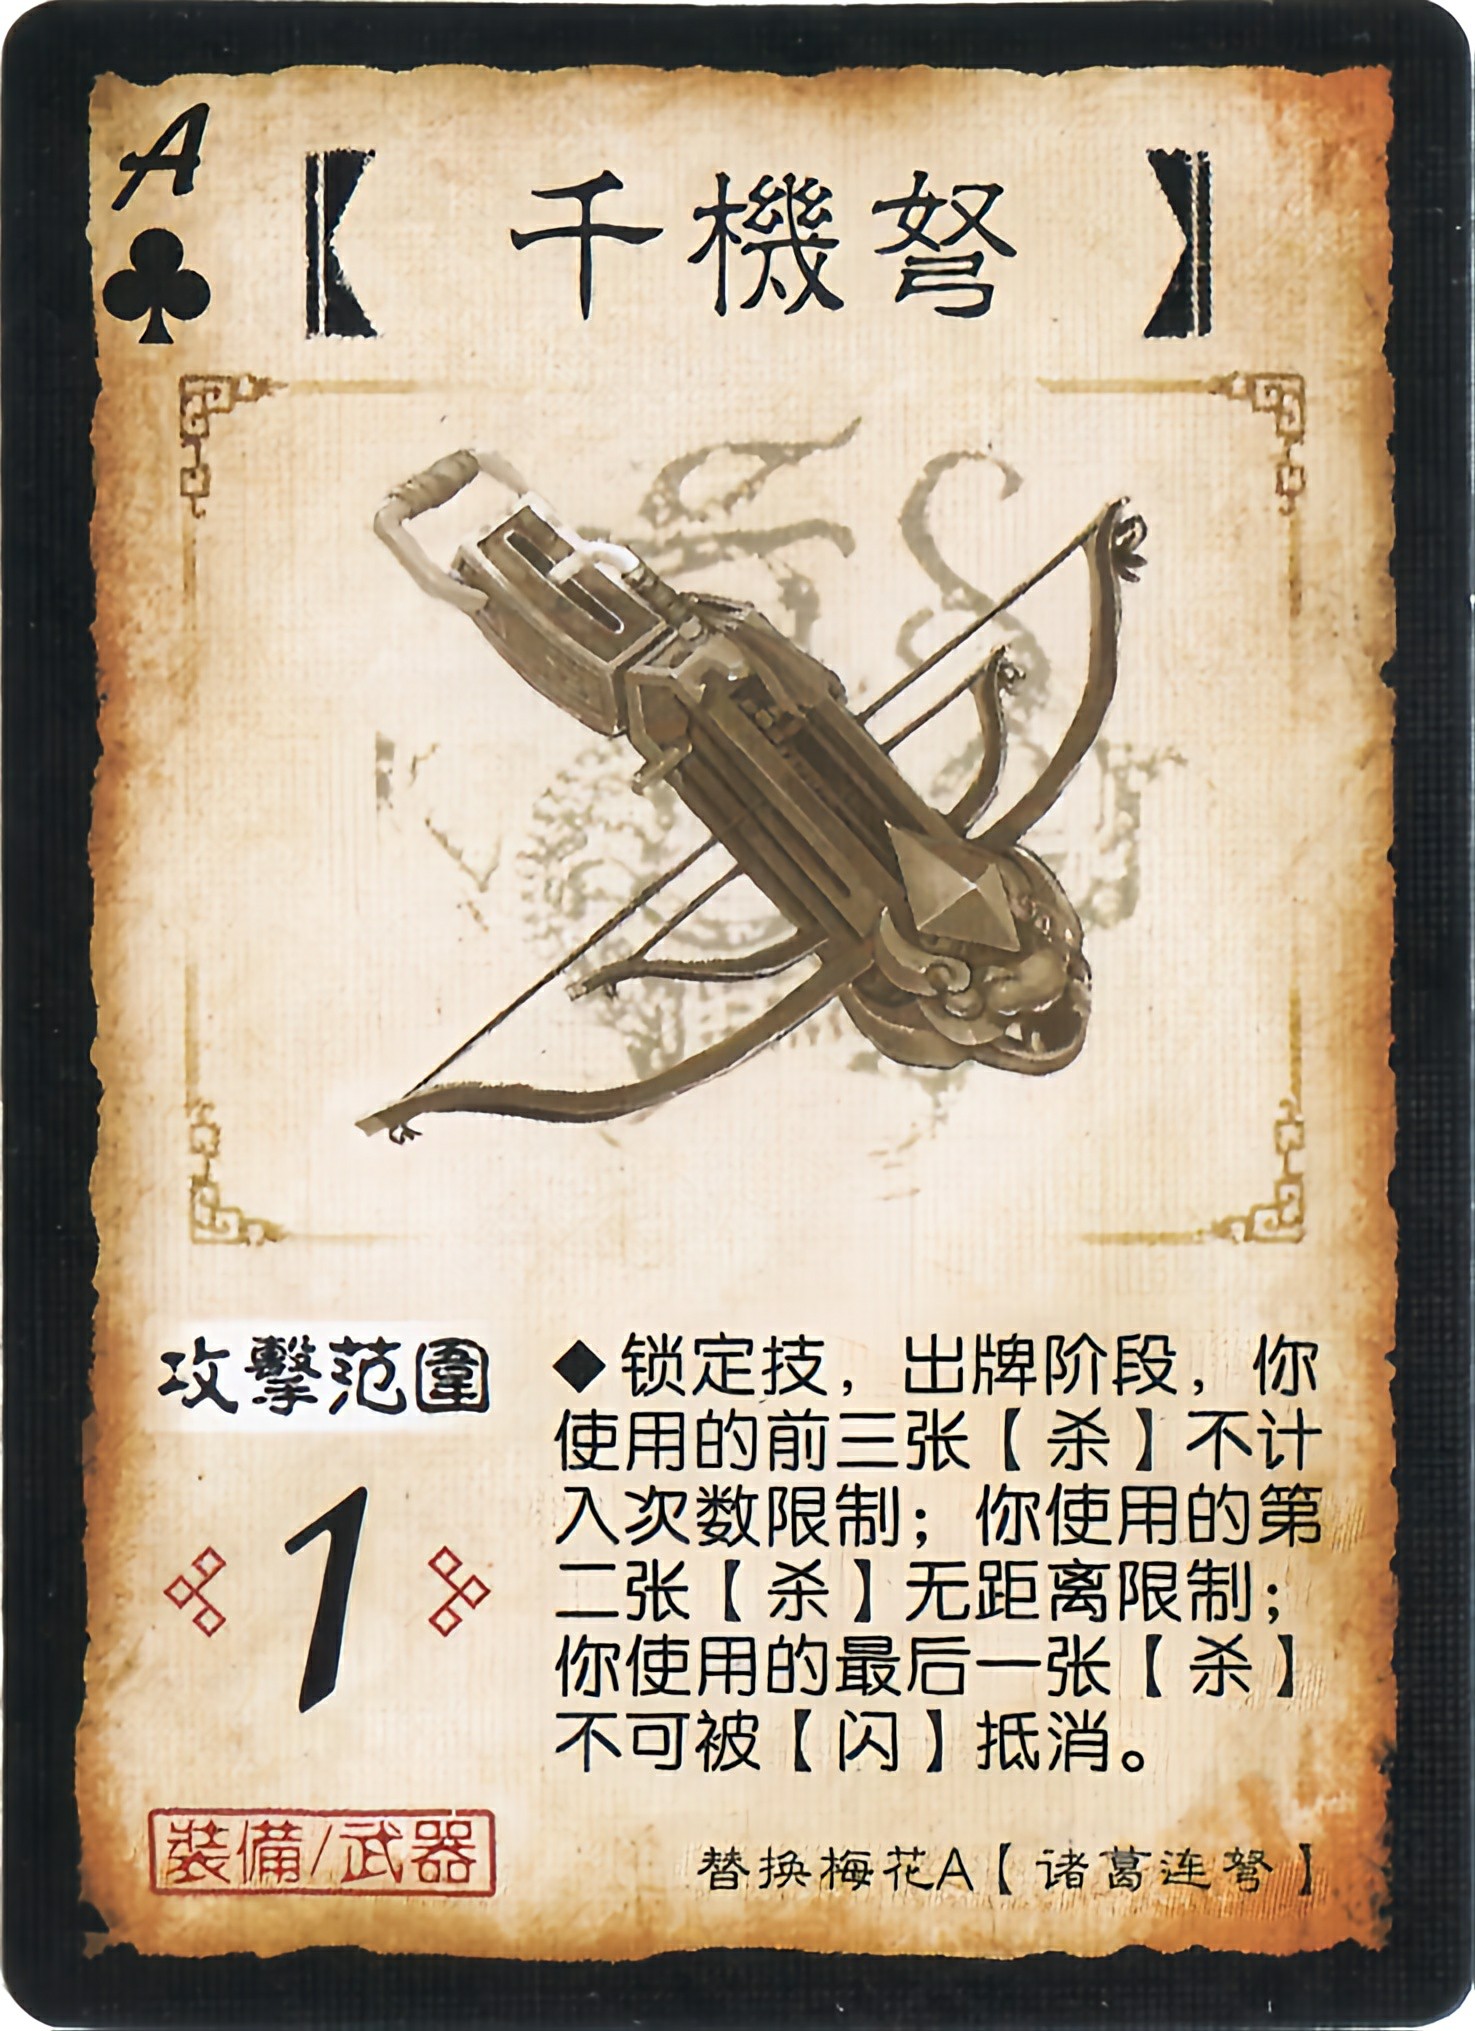 A
【千機弩】
攻擊范圍
1
◆锁定技，出牌阶段，你
使用的前三张【杀】不计
入次数限制；你使用的第
二张【杀】无距离限制；
你使用的最后一张【杀】
不可被【闪】抵消。
裝備/武器
替换梅花A【诸葛连弩】